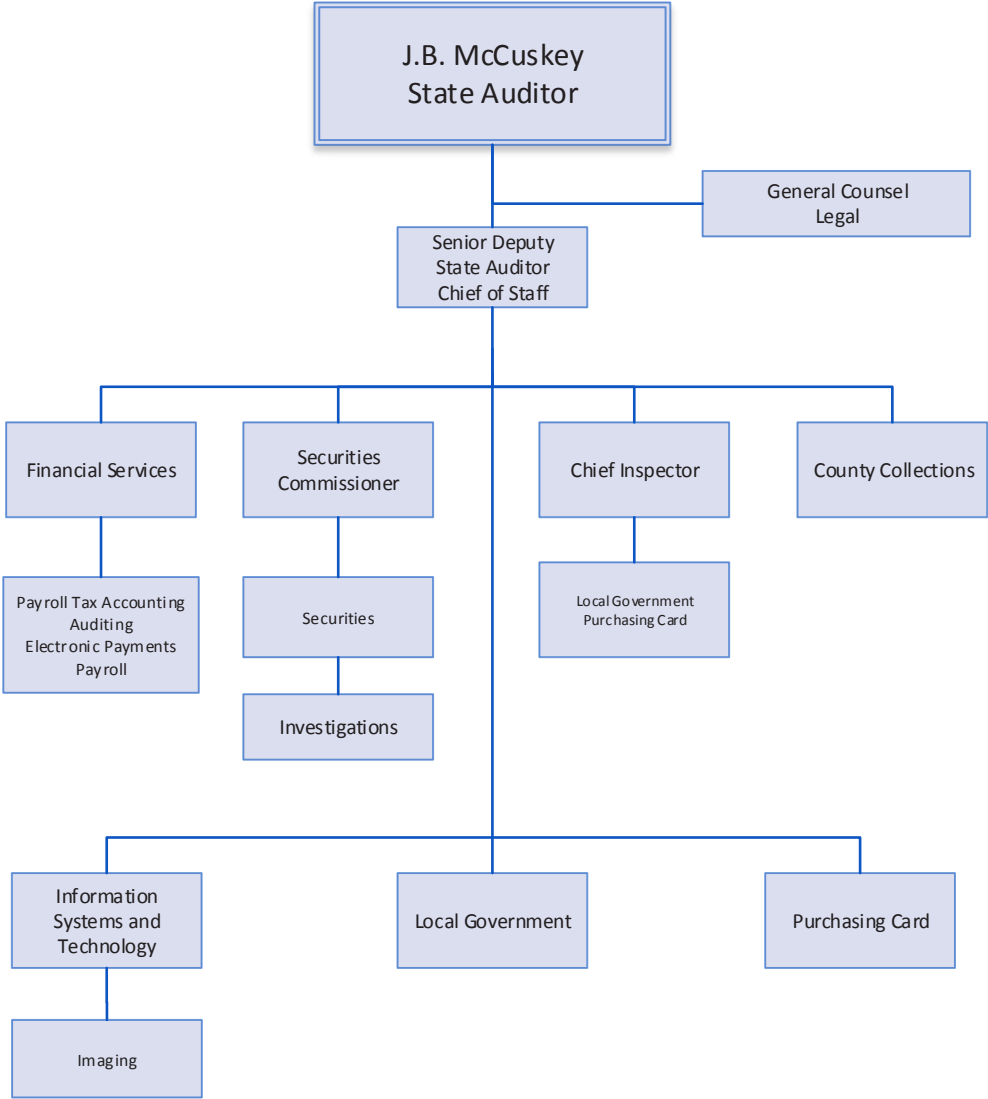 J.B. McCuskey
State Auditor
General Counsel
Legal
Senior Deputy
State Auditor
Chief of Staff
Financial Services
Securities
Commissioner
Chief Inspector
County Collections
Payroll Tax Accounting
Auditing
Electronic Payments
Payroll
Securities
Local Government
Purchasing Card
Investigations
Information
Systems and
Technology
Local Government
Purchasing Card
Imaging